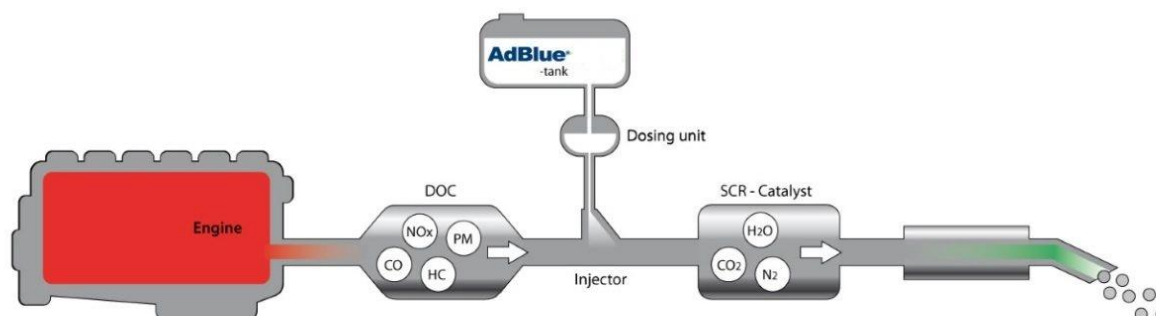 AdBlue®
-tank
Dosing unit
DOC
SCR - Catalyst
Engine
NOx
PM
CO
HC
Injector
H2O
CO2
N2